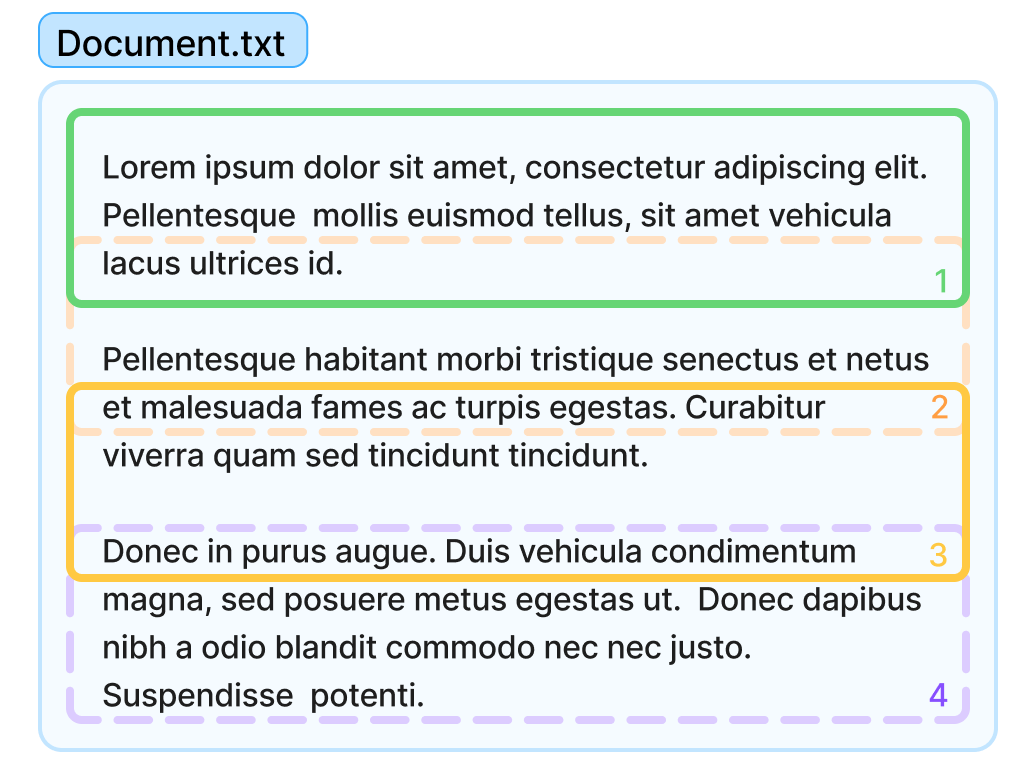 Document.txt
Lorem ipsum dolor sit amet, consectetur adipiscing elit.
Pellentesque  mollis euismod tellus, sit amet vehicula
lacus ultrices id.
1
Pellentesque habitant morbi tristique senectus et netus
et malesuada fames ac turpis egestas. Curabitur
2
viverra quam sed tincidunt tincidunt.
Donec in purus augue. Duis vehicula condimentum
3
magna, sed posuere metus egestas ut.  Donec dapibus
nibh a odio blandit commodo nec nec justo.
Suspendisse  potenti.
4